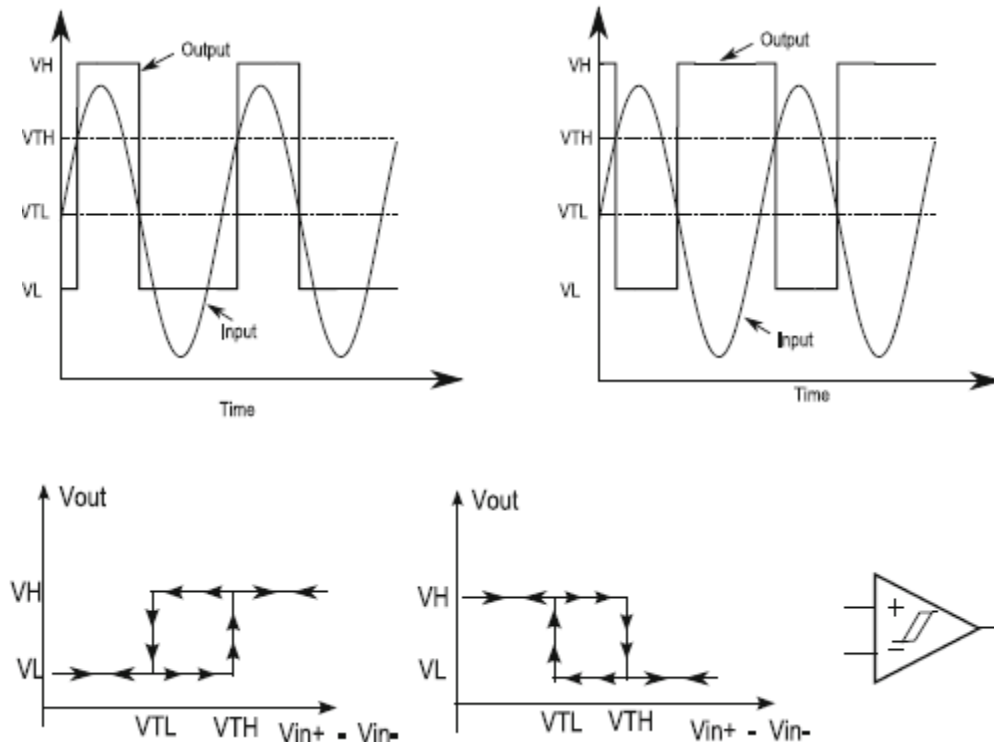 VH
Output
VTH
VTL
VL
Input
Time
VH
Output
VTH
VTL
VL
Input
Time
Vout
VH
VL
VTL VTH Vin+ - Vin-
Vout
VH
VL
VTL VTH Vin+ - Vin-
+
-